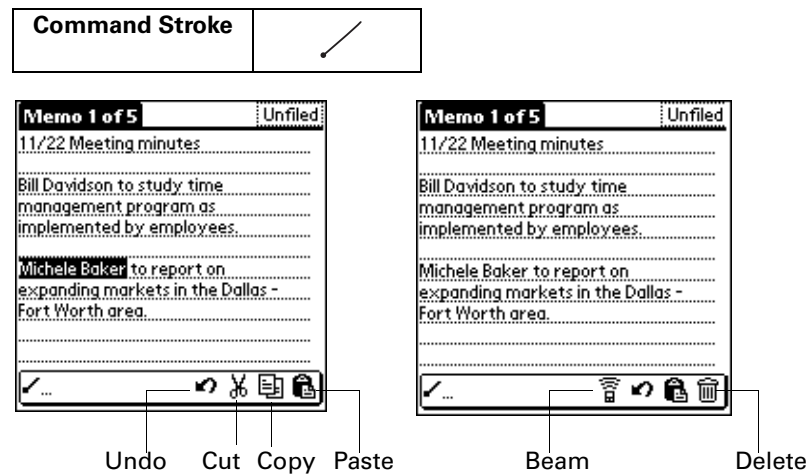 Command Stroke
Memo 1 of 5 Unfiled
11/22 Meeting minutes
Bill Davidson to study time
management program as
implemented by employees.
Michele Baker to report on
expanding markets in the Dallas -
Fort Worth area.
...
Undo Cut Copy Paste
Memo 1 of 5 Unfiled
11/22 Meeting minutes
Bill Davidson to study time
management program as
implemented by employees.
Michele Baker to report on
expanding markets in the Dallas -
Fort Worth area.
...
Beam Delete